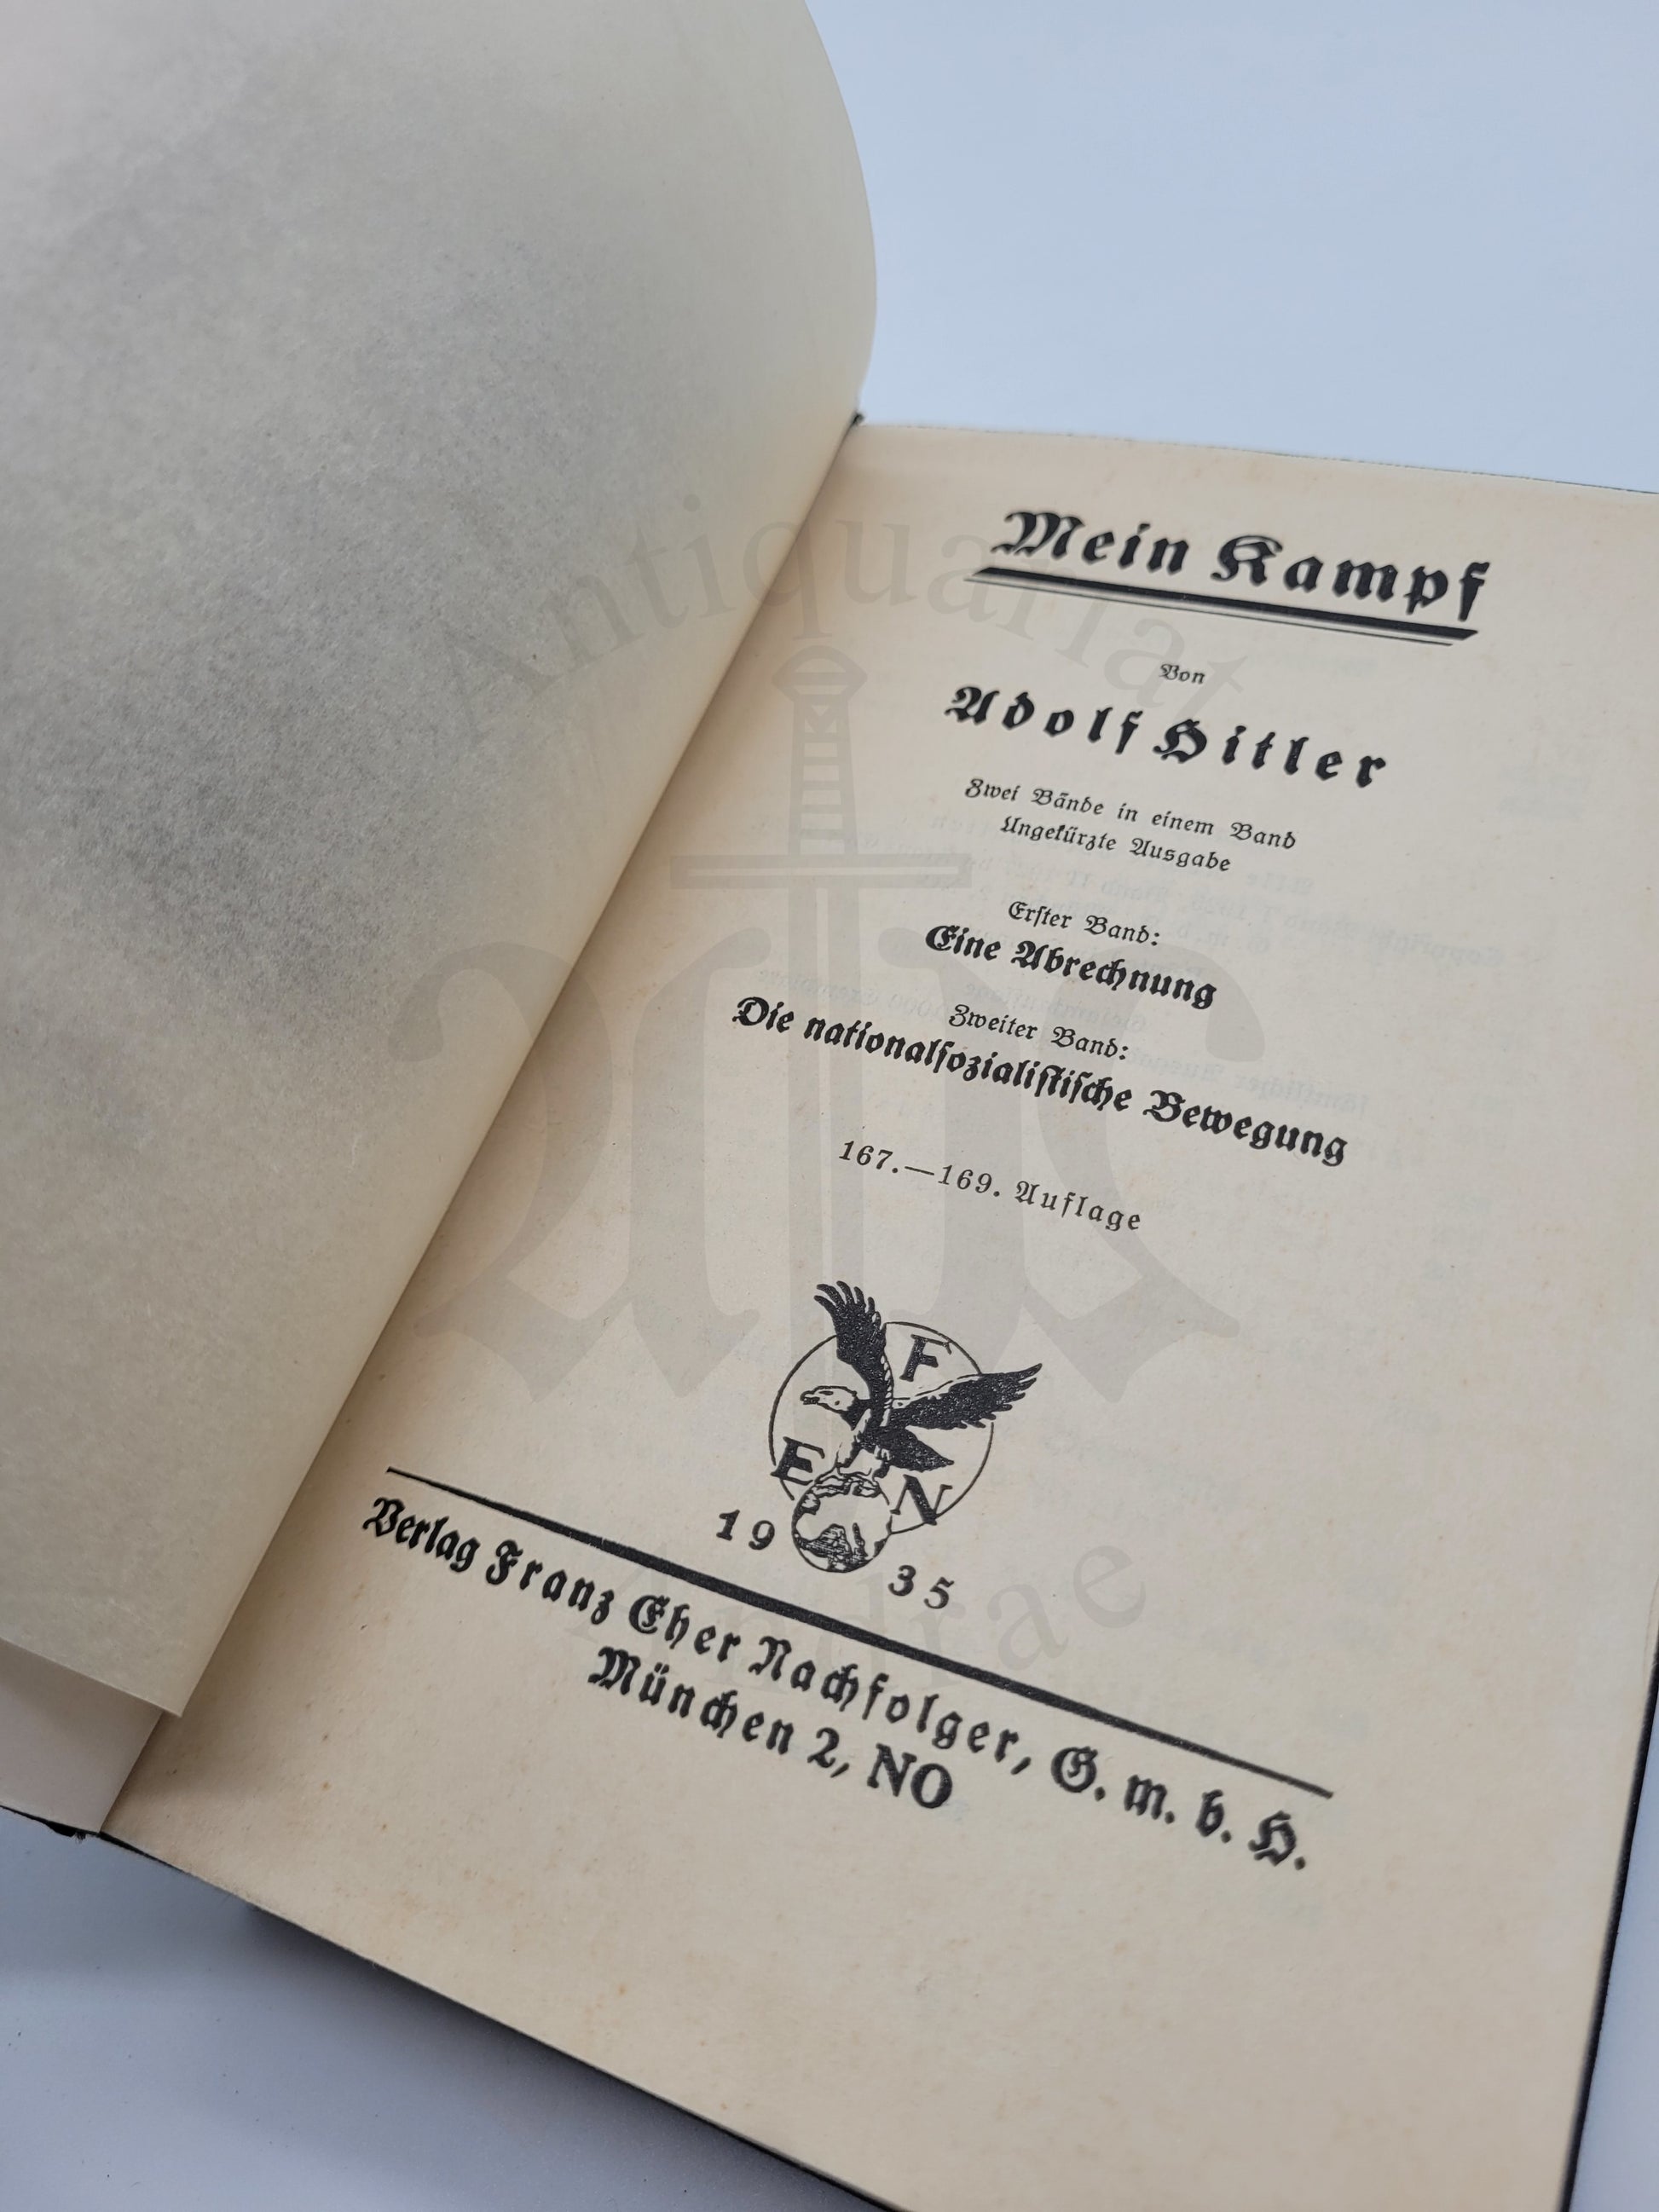 Mein Kampf
Von
Adolf Hitler
Zwei Bände in einem Band
Ungekürzte Ausgabe
Erſter Band:
Eine Abrechnung
Zweiter Band:
Die nationalſozialiſtiſche Bewegung
167.—169. Auflage
F
E N
19 35
Verlag Franz Eher Nachfolger, G. m. b. H.
München 2, NO
Antiquariat